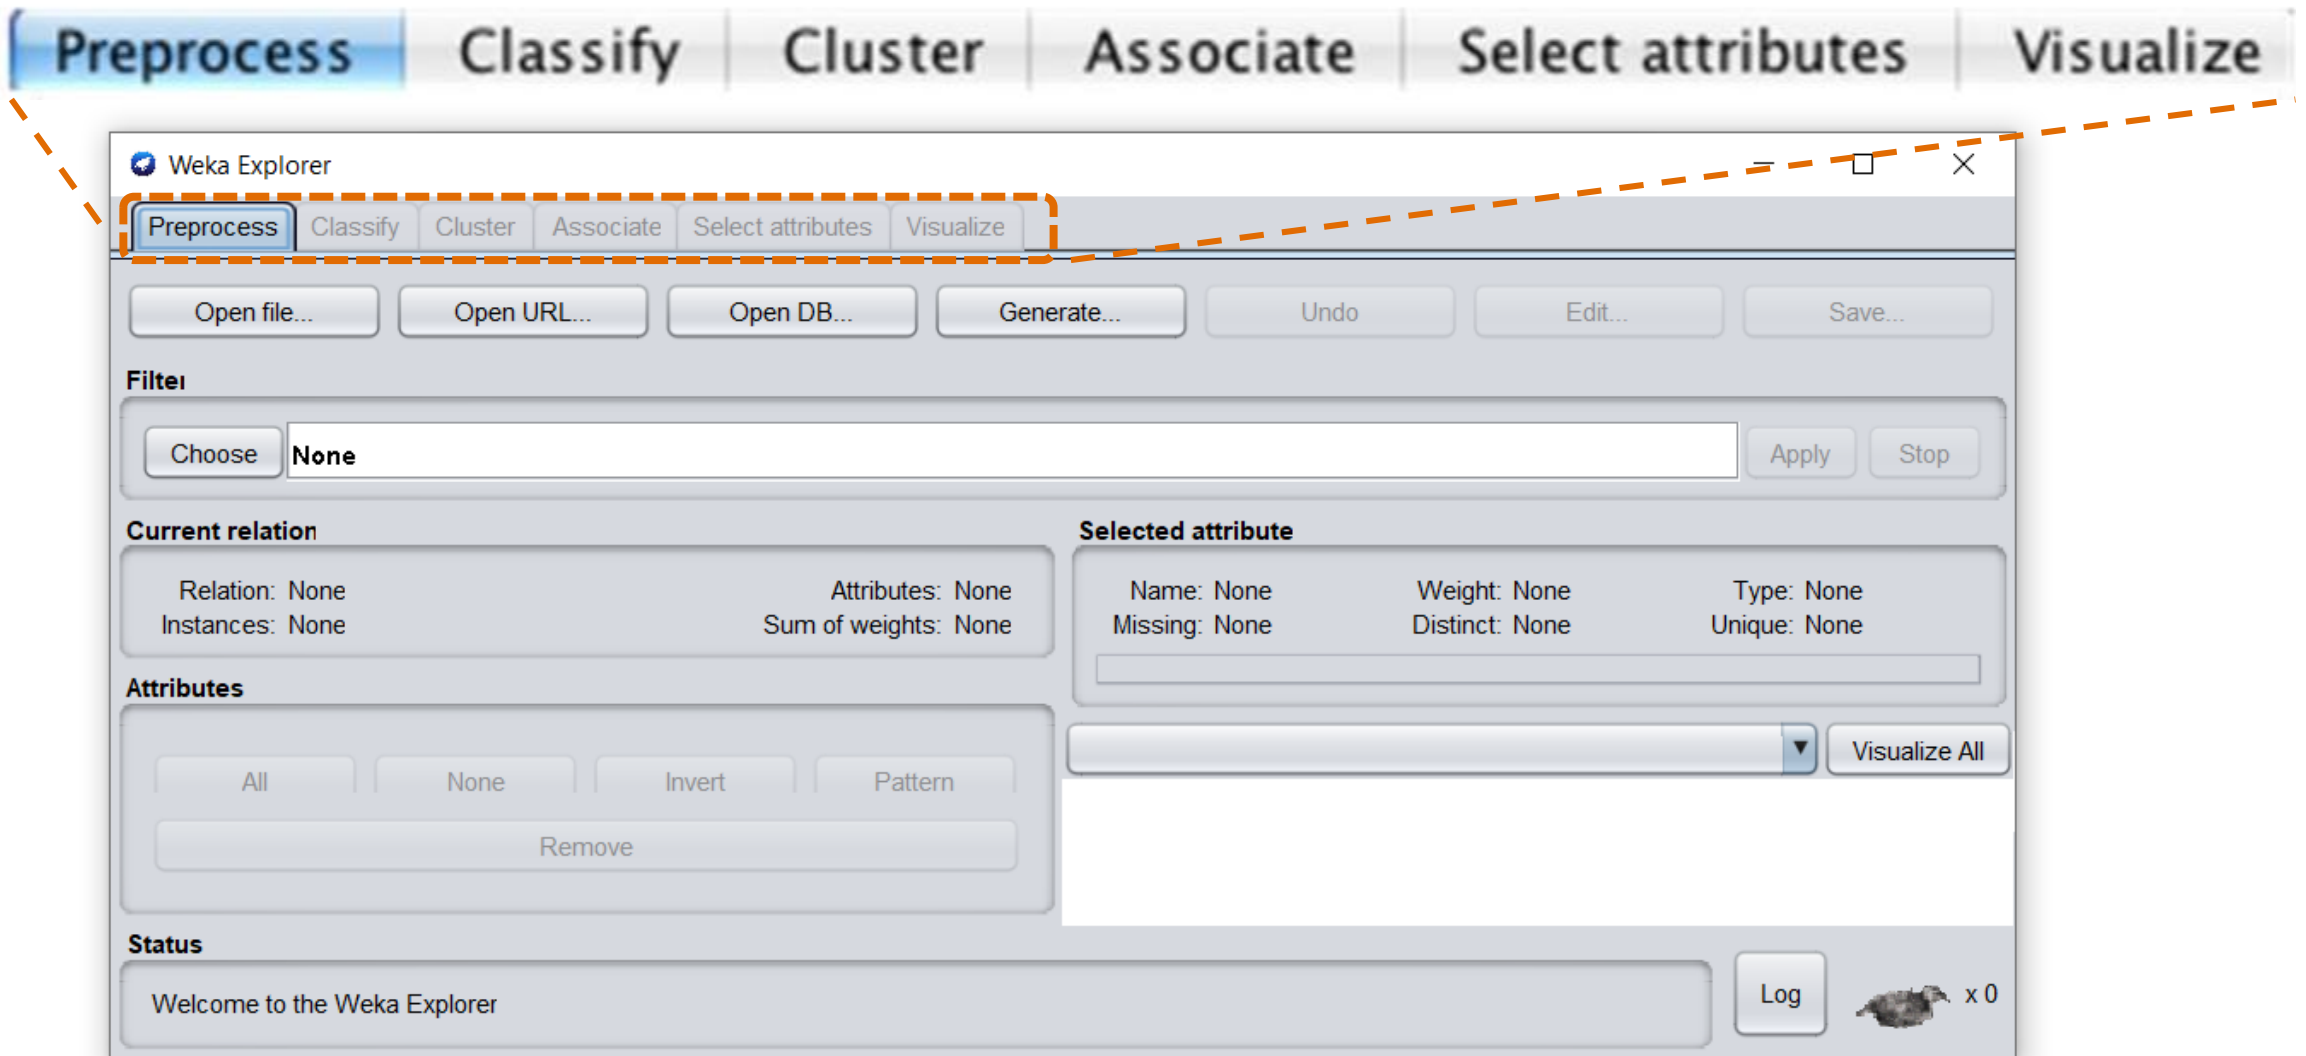 Preprocess Classify Cluster Associate Select attributes Visualize
Weka Explorer
Preprocess Classify Cluster Associate Select attributes Visualize
Open file... Open URL... Open DB... Generate... Undo Edit... Save...
Filter
Choose None Apply Stop
Current relation
Relation: None Attributes: None
Instances: None Sum of weights: None
Selected attribute
Name: None Weight: None Type: None
Missing: None Distinct: None Unique: None
Attributes
All None Invert Pattern
Remove
Visualize All
Status
Welcome to the Weka Explorer
Log x 0